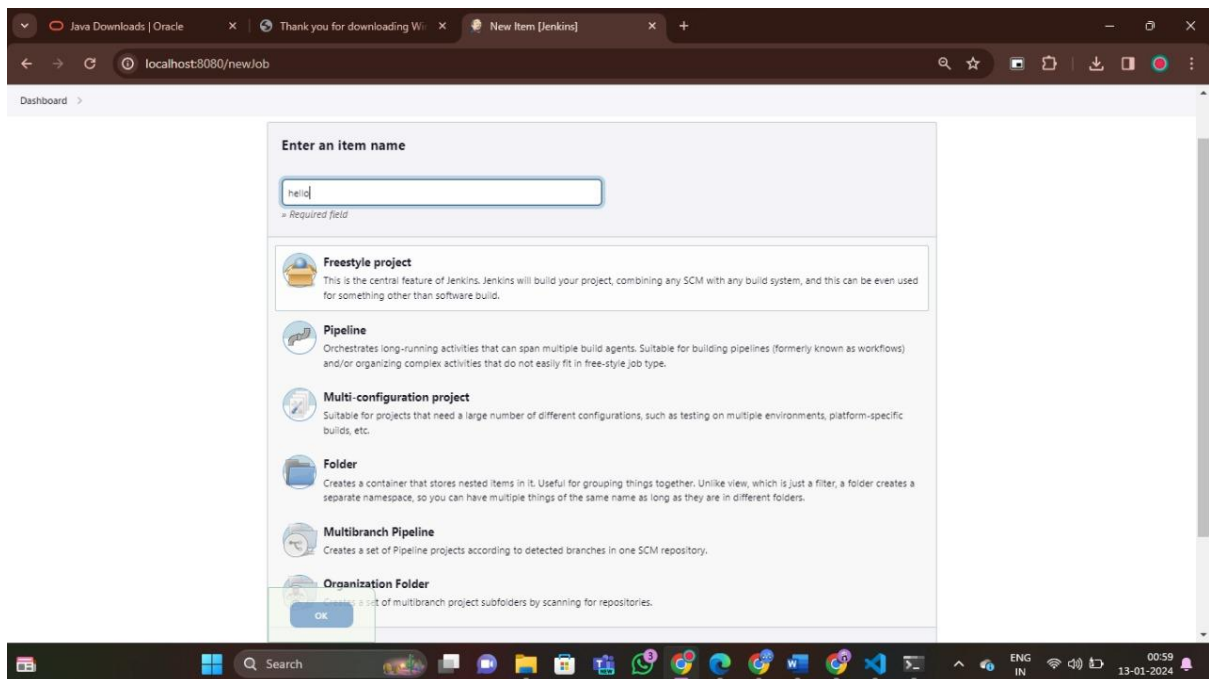 Java Downloads | Oracle
Thank you for downloading Wi
New Item [Jenkins]
localhost:8080/newJob
Dashboard
Enter an item name
hello
» Required field
Freestyle project
This is the central feature of Jenkins. Jenkins will build your project, combining any SCM with any build system, and this can be even used
for something other than software build.
Pipeline
Orchestrates long-running activities that can span multiple build agents. Suitable for building pipelines (formerly known as workflows)
and/or organizing complex activities that do not easily fit in free-style job type.
Multi-configuration project
Suitable for projects that need a large number of different configurations, such as testing on multiple environments, platform-specific
builds, etc.
Folder
Creates a container that stores nested items in it. Useful for grouping things together. Unlike view, which is just a filter, a folder creates a
separate namespace, so you can have multiple things of the same name as long as they are in different folders.
Multibranch Pipeline
Creates a set of Pipeline projects according to detected branches in one SCM repository.
Organization Folder
Creates a set of multibranch project subfolders by scanning for repositories.
OK
Search
3
ENG
IN
00:59
13-01-2024